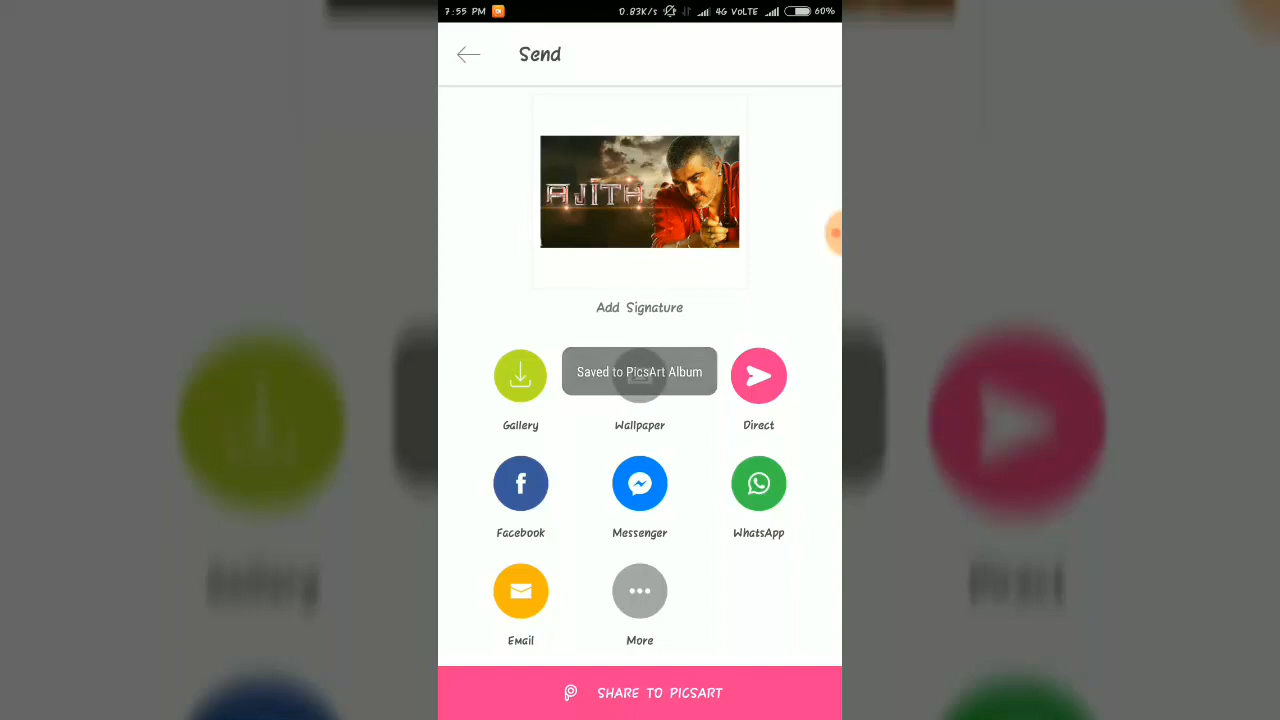 7:55 PM 0.83K/s 4G VoLTE 60%
Send
AJITH
Add Signature
Saved to PicsArt Album
Gallery Wallpaper Direct
Facebook Messenger WhatsApp
Email More
SHARE TO PICSART